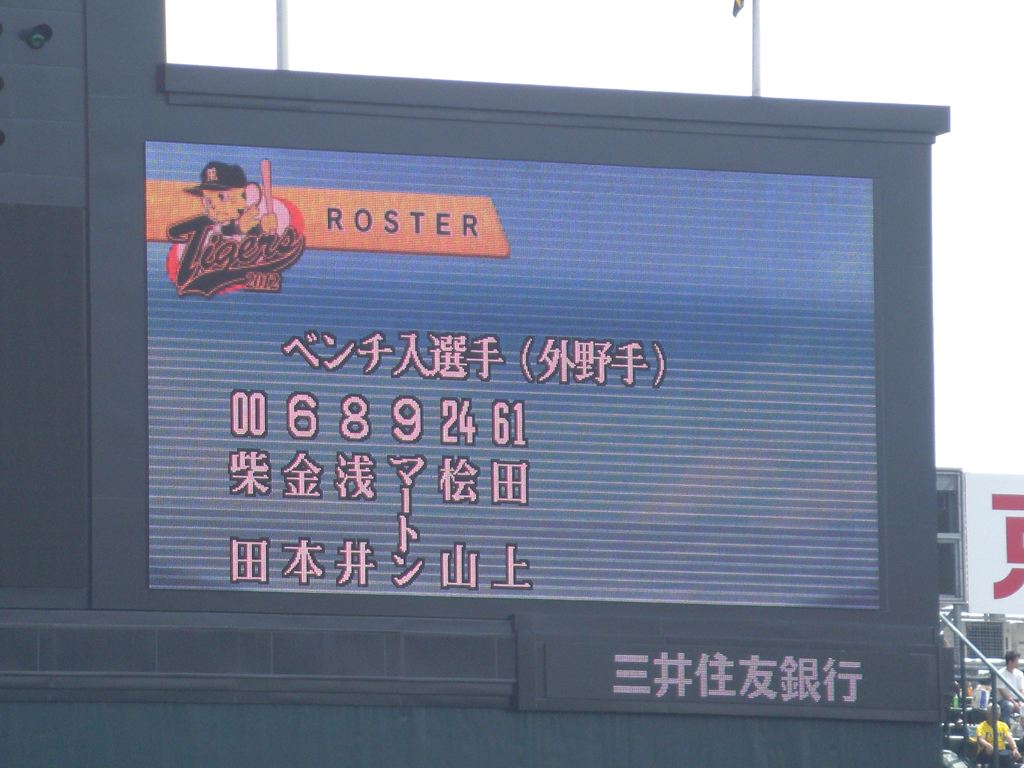 ROSTER
Tigers
2012
ベンチ入選手(外野手)
00 6 8 9 24 61
柴田
金本
浅井
マートン
桧山
田上
三井住友銀行